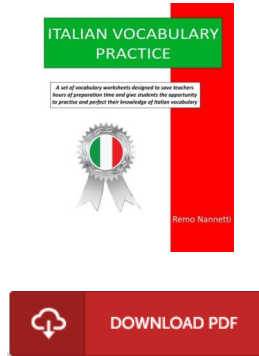 ITALIAN VOCABULARY
PRACTICE
A set of vocabulary worksheets designed to save teachers
hours of preparation time and give students the opportunity
to practise and perfect their knowledge of Italian vocabulary
Remo Nannetti
DOWNLOAD PDF